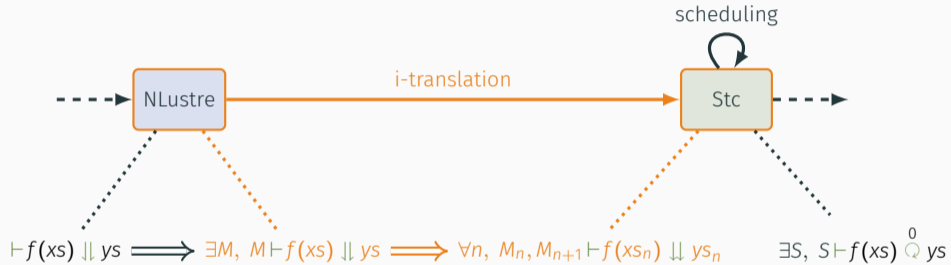 scheduling
i-translation
NLustre
Stc
⊢f(xs) ⇊ ys ⟹ ∃M, M⊢f(xs) ⇊ ys ⟹ ∀n, Mₙ, Mₙ₊₁⊢f(xsₙ) ⇊ ysₙ ∃S, S⊢f(xs) ↻⁰ ys